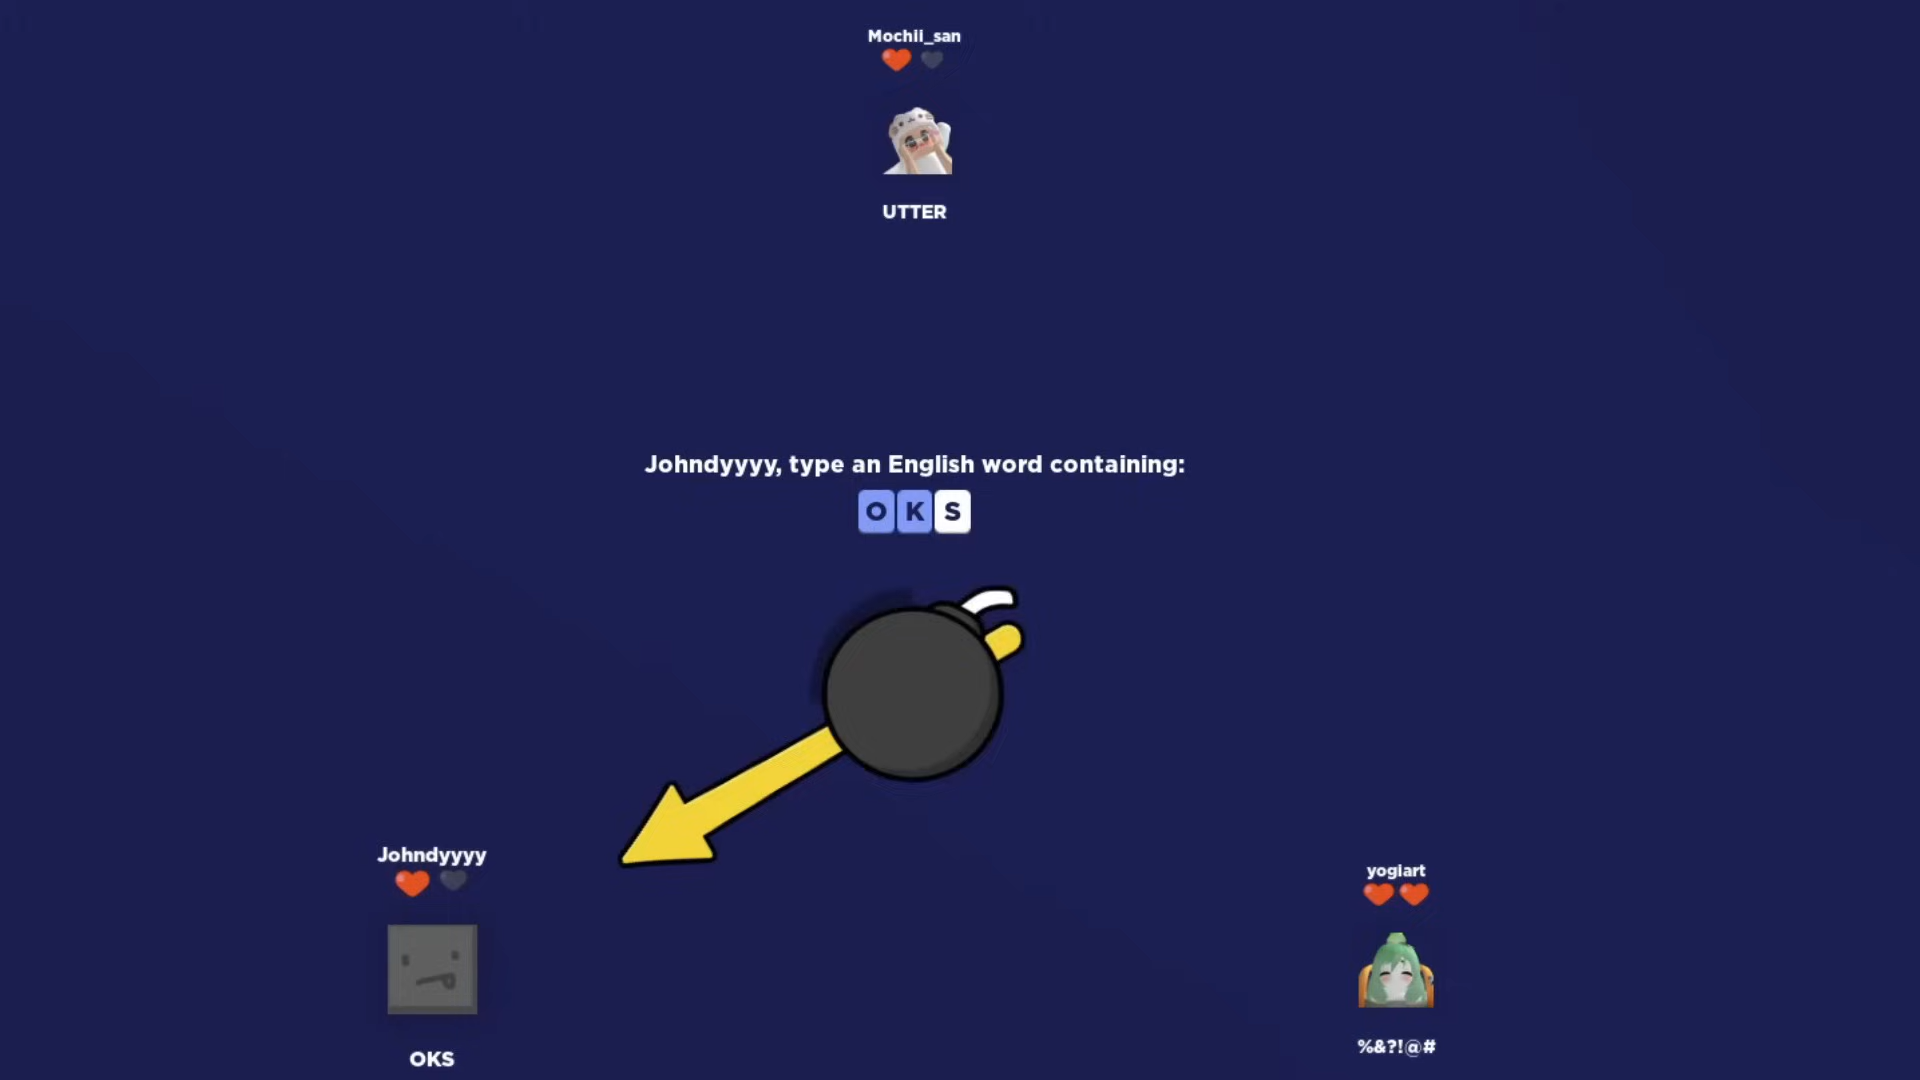 Mochii_san
UTTER
Johndyyyy, type an English word containing:
OKS
Johndyyyy
OKS
yogiart
%&?!@#